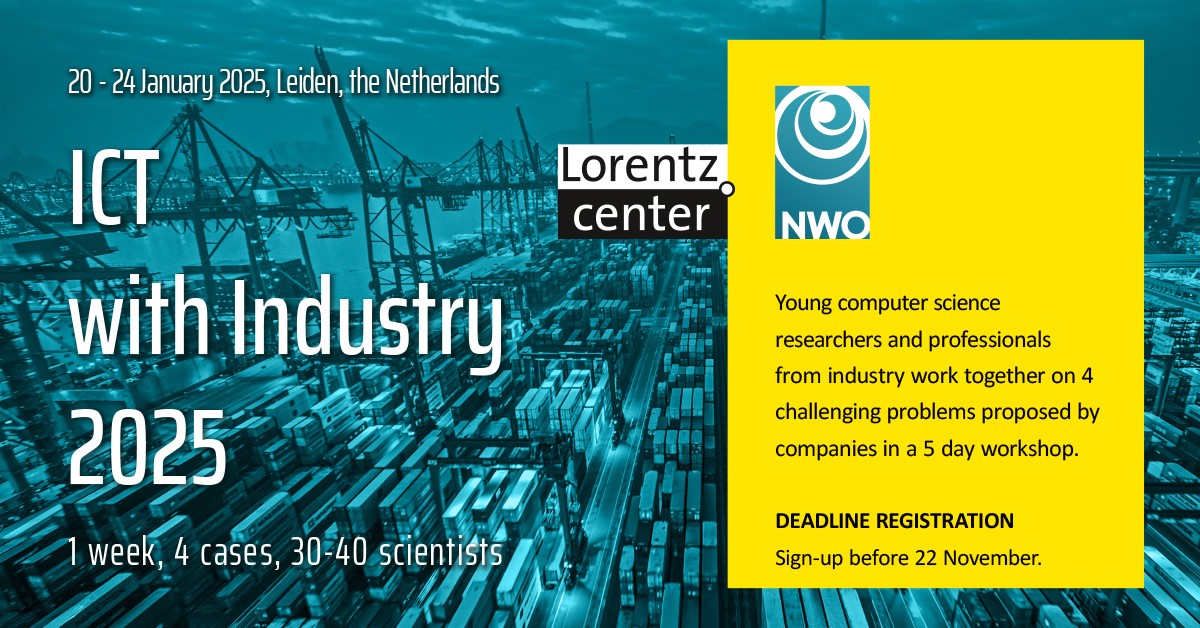 20 - 24 January 2025, Leiden, the Netherlands
ICT
with Industry
2025
1 week, 4 cases, 30-40 scientists
Lorentz
center
NWO
Young computer science
researchers and professionals
from industry work together on 4
challenging problems proposed by
companies in a 5 day workshop.
DEADLINE REGISTRATION
Sign-up before 22 November.